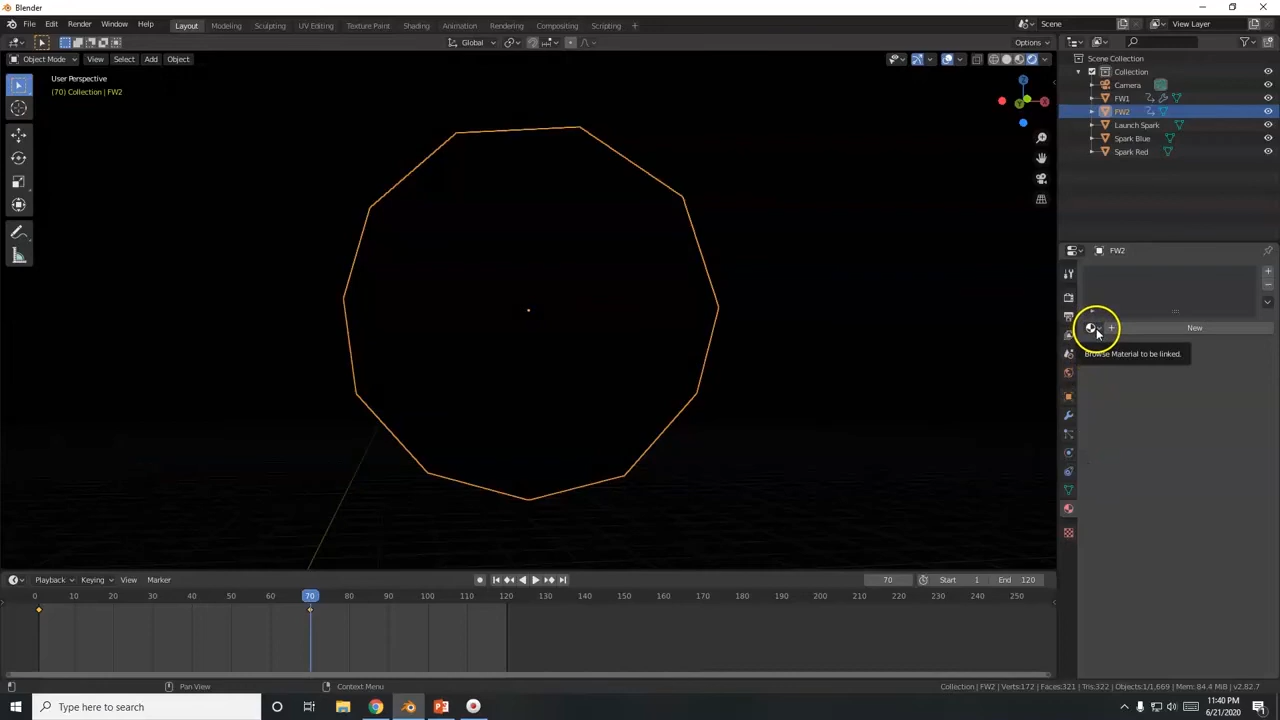 Blender
File Edit Render Window Help
Layout Modeling Sculpting UV Editing Texture Paint Shading Animation Rendering Compositing Scripting +
Scene View Layer
Global Options
Object Mode View Select Add Object
User Perspective
(70) Collection | FW2
Z
X
Y
Scene Collection
Collection
Camera
FW1
FW2
Launch Spark
Spark Blue
Spark Red
FW2
New
Browse Material to be linked.
Playback Keying View Marker 70 Start 1 End 120
0 10 20 30 40 50 60 70 80 90 100 110 120 130 140 150 160 170 180 190 200 210 220 230 240 250
Pan View Context Menu Collection | FW2 | Verts:172 | Faces:321 | Tris:322 | Objects:1/1,669 | Mem: 84.4 MiB | v2.82.7
Type here to search
11:40 PM
6/21/2020